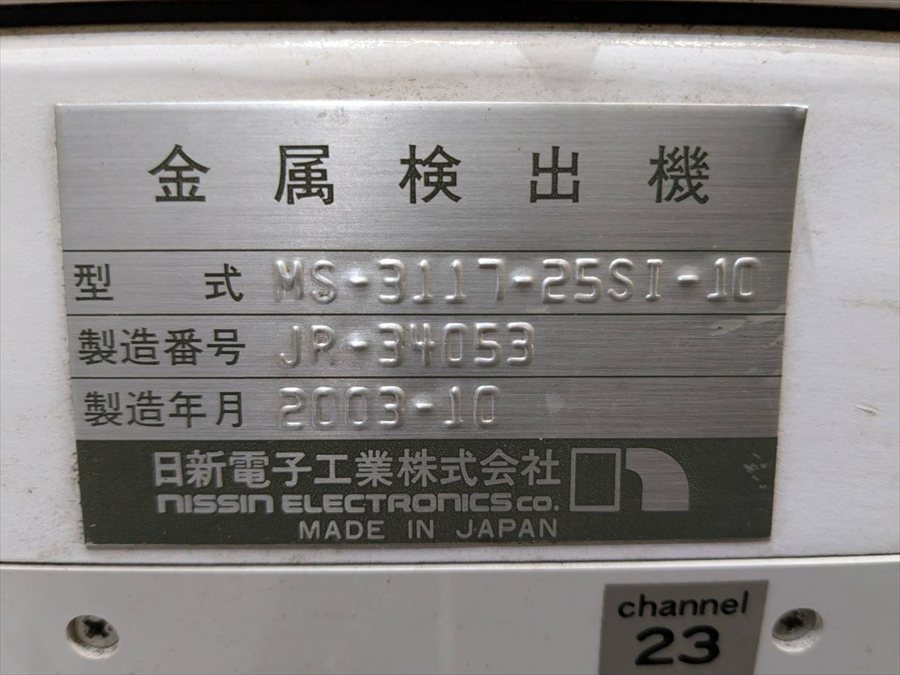 金属検出機
型式 MS-3117-25SI-10
製造番号 JR-34053
製造年月 2003-10
日新電子工業株式会社
NISSIN ELECTRONICS CO.
MADE IN JAPAN
channel
23